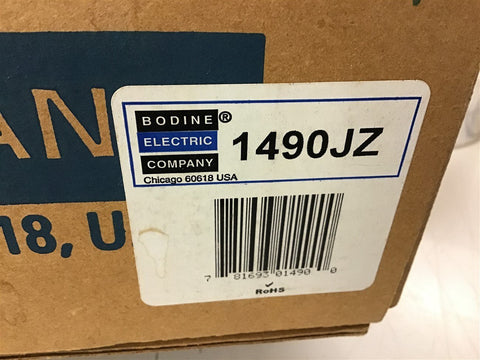 BODINE ®
ELECTRIC
COMPANY
1490JZ
Chicago 60618 USA
7 81693 01490 0
RoHS
AN
18, U